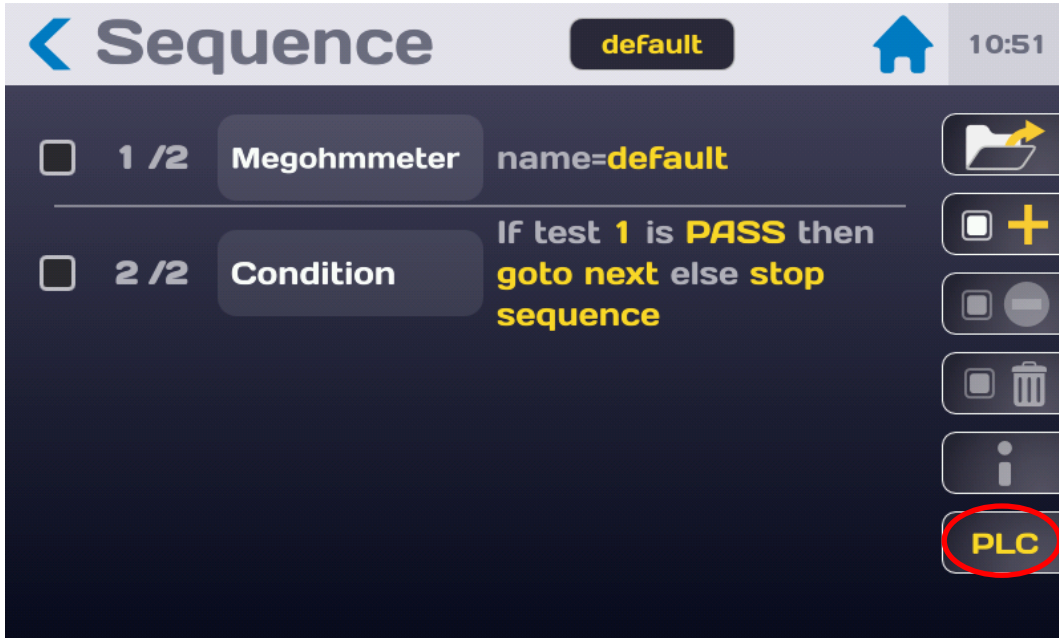 Sequence
default
10:51
1 /2
Megohmmeter
name=default
2 /2
Condition
If test 1 is PASS then
goto next else stop
sequence
PLC